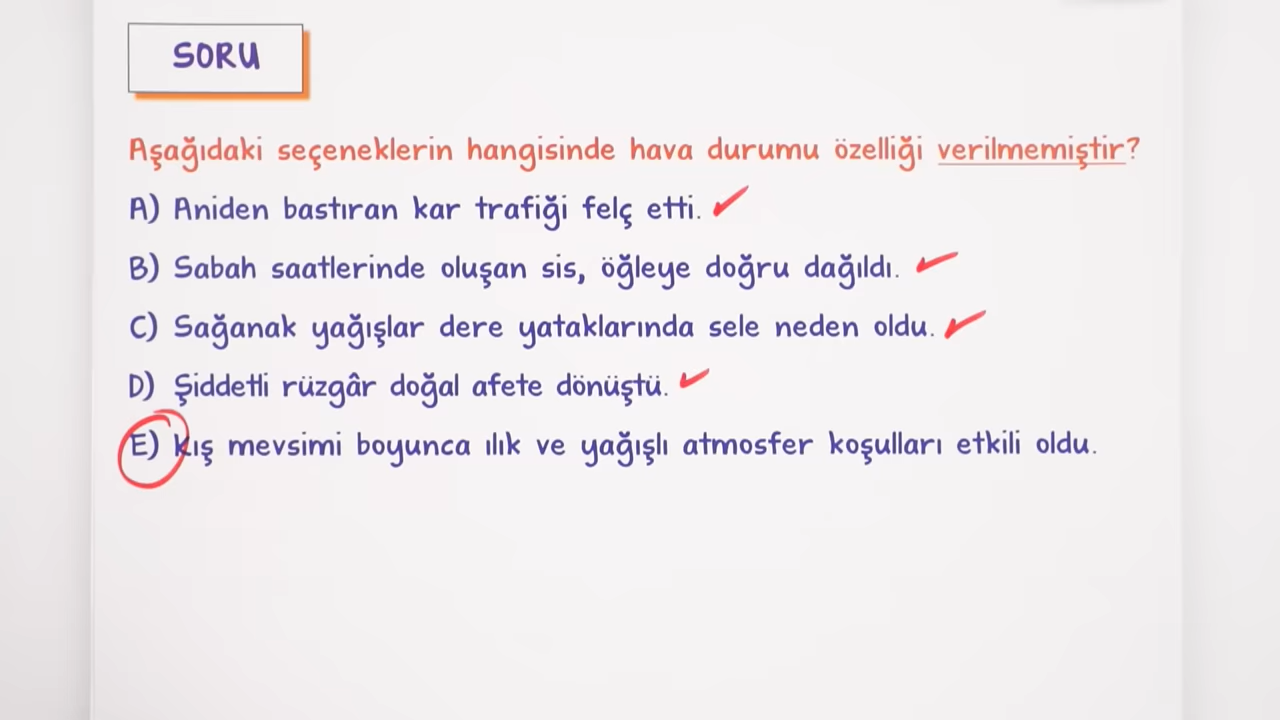 SORU
Aşağıdaki seçeneklerin hangisinde hava durumu özelliği verilmemiştir?
A) Aniden bastıran kar trafiği felç etti.
B) Sabah saatlerinde oluşan sis, öğleye doğru dağıldı.
C) Sağanak yağışlar dere yataklarında sele neden oldu.
D) Şiddetli rüzgâr doğal afete dönüştü.
E) Kış mevsimi boyunca ılık ve yağışlı atmosfer koşulları etkili oldu.